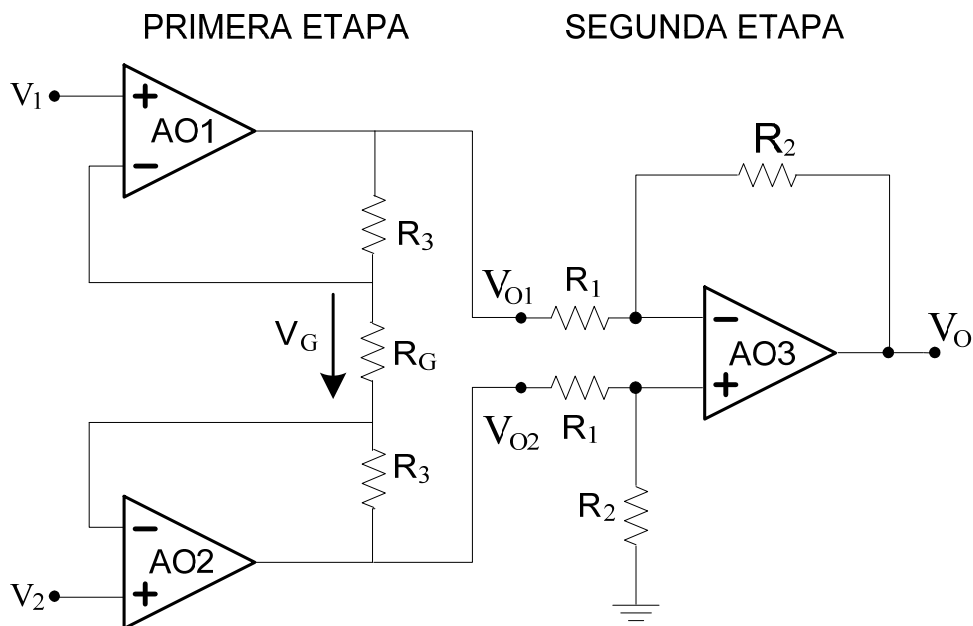 PRIMERA ETAPA
SEGUNDA ETAPA
V1
+
AO1
−
R3
VG
RG
R3
−
AO2
+
V2
VO1
R1
R2
−
AO3
+
VO
VO2
R1
R2